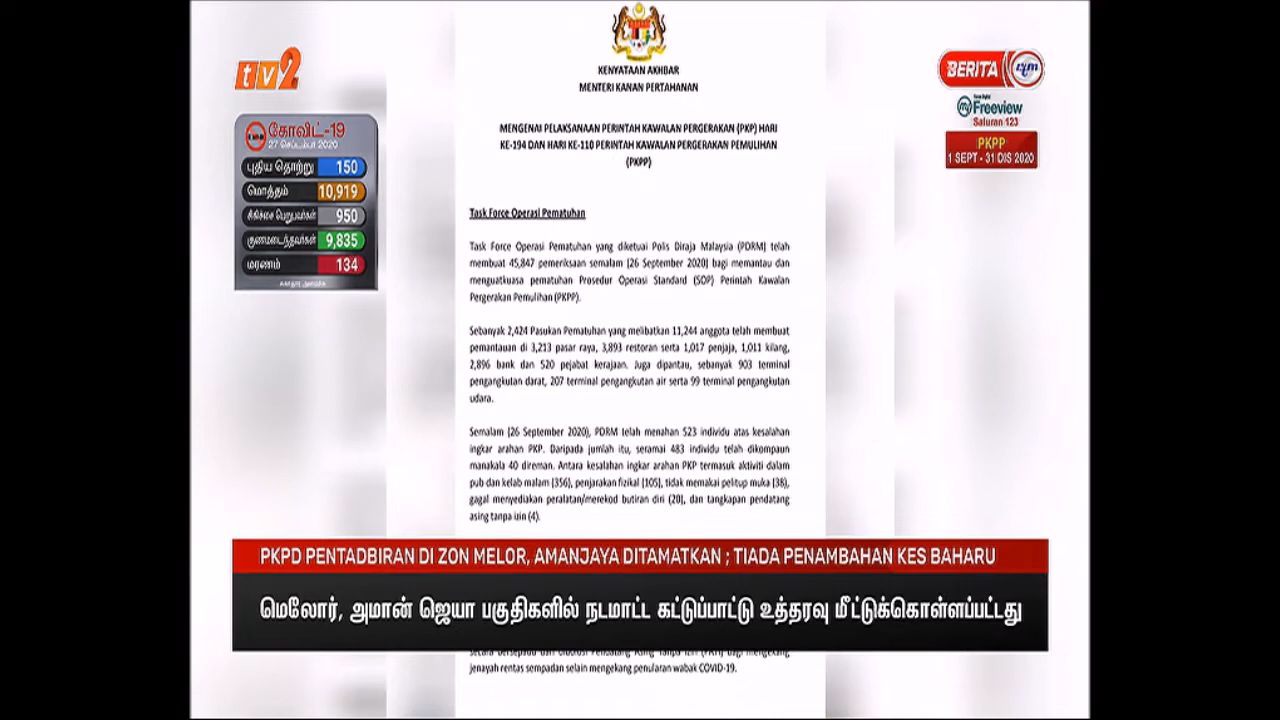 KENYATAAN AKHBAR
MENTERI KANAN PERTAHANAN
MENGENAI PELAKSANAAN PERINTAH KAWALAN PERGERAKAN (PKP) HARI
KE-194 DAN HARI KE-110 PERINTAH KAWALAN PERGERAKAN PEMULIHAN
(PKPP)
Task Force Operasi Pematuhan
Task Force Operasi Pematuhan yang diketuai Polis Diraja Malaysia (PDRM) telah
membuat 45,847 pemeriksaan semalam (26 September 2020) bagi memantau dan
menguatkuasa pematuhan Prosedur Operasi Standard (SOP) Perintah Kawalan
Pergerakan Pemulihan (PKPP).
Sebanyak 2,424 Pasukan Pematuhan yang melibatkan 11,244 anggota telah membuat
pemantauan di 3,213 pasar raya, 3,893 restoran serta 1,017 penjaja, 1,011 kilang,
2,896 bank dan 520 pejabat kerajaan. Juga dipantau, sebanyak 903 terminal
pengangkutan darat, 207 terminal pengangkutan air serta 99 terminal pengangkutan
udara.
Semalam (26 September 2020), PDRM telah menahan 523 individu atas kesalahan
ingkar arahan PKP. Daripada jumlah itu, seramai 483 individu telah dikompaun
manakala 40 direman. Antara kesalahan ingkar arahan PKP termasuk aktiviti dalam
pub dan kelab malam (356), penjarakan fizikal (105), tidak memakai pelitup muka (38),
gagal menyediakan peralatan/merekod butiran diri (20), dan tangkapan pendatang
asing tanpa izin (4).
jenayah rentas sempadan selain mengekang penularan wabak COVID-19.
tv2
கோவிட்-19
27 செப்டம்பர் 2020
புதிய தொற்று 150
மொத்தம் 10,919
சிகிச்சை பெறுபவர்கள் 950
குணமடைந்தவர்கள் 9,835
மரணம் 134
BERITA rtm
my Freeview
Saluran 123
PKPP
1 SEPT - 31 DIS 2020
PKPD PENTADBIRAN DI ZON MELOR, AMANJAYA DITAMATKAN ; TIADA PENAMBAHAN KES BAHARU
மெலோர், அமான் ஜெயா பகுதிகளில் நடமாட்ட கட்டுப்பாட்டு உத்தரவு மீட்டுக்கொள்ளப்பட்டது